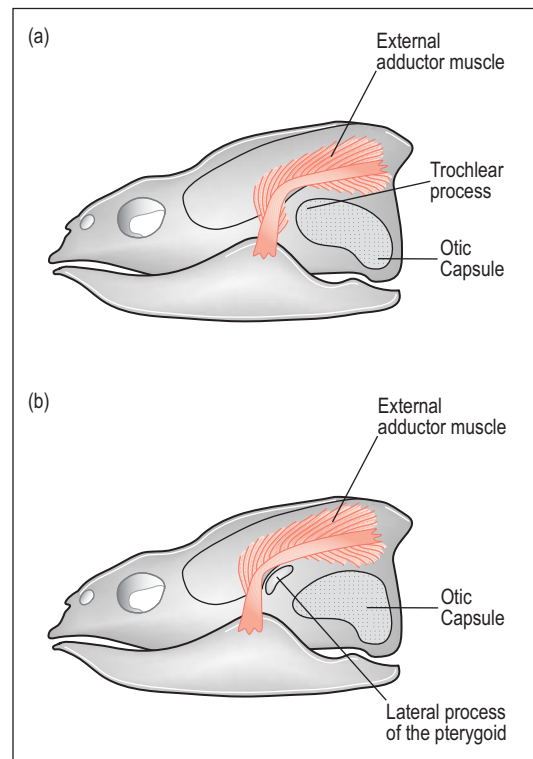 (a)
External
adductor muscle
Trochlear
process
Otic
Capsule
(b)
External
adductor muscle
Otic
Capsule
Lateral process
of the pterygoid